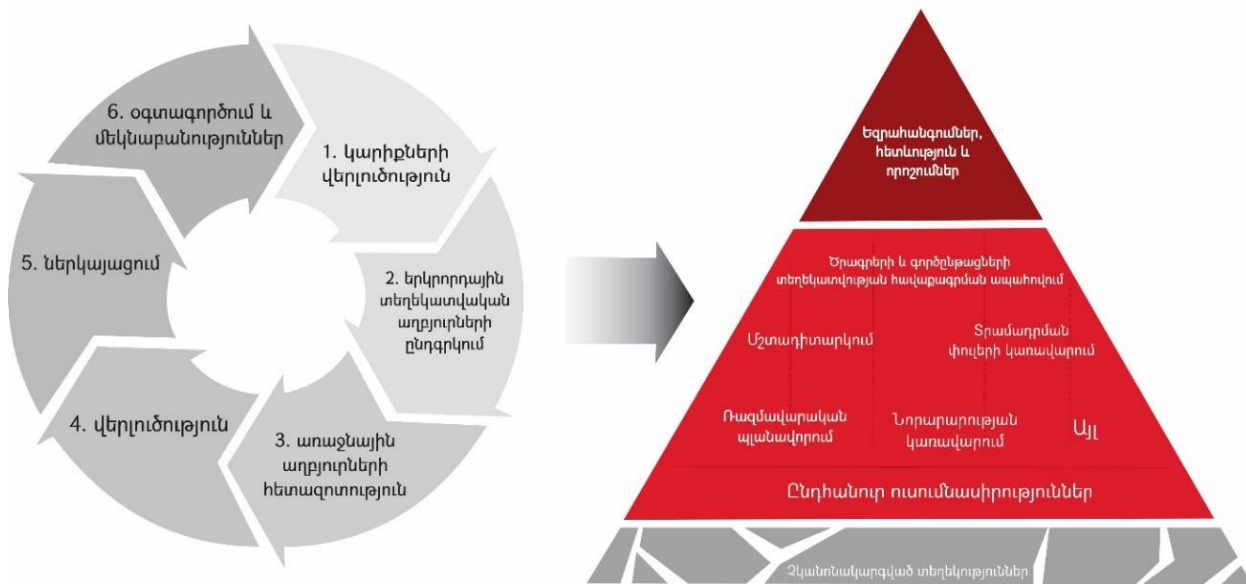 6. օգտագործում և
մեկնաբանություններ
1. կարիքների
վերլուծություն
2. երկրորդային
տեղեկատվական
աղբյուրների
ընդգրկում
3. առաջնային
աղբյուրների
հետազոտություն
4. վերլուծություն
5. ներկայացում
Եզրահանգումներ,
հետևություն և
որոշումներ
Ծրագրերի և գործընթացների
տեղեկատվության հավաքագրման ապահովում
Մշտադիտարկում
Տրամադրման
փուլերի կառավարում
Ռազմավարական
պլանավորում
Նորարարության
կառավարում
Այլ
Ընդհանուր ուսումնասիրություններ
Չկանոնակարգված տեղեկություններ